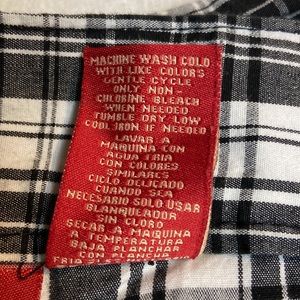 MACHINE WASH COLD
WITH LIKE COLORS
GENTLE CYCLE
ONLY NON-
CHLORINE BLEACH
WHEN NEEDED
TUMBLE DRY LOW
COOL IRON IF NEEDED
LAVAR A
MAQUINA CON
AGUA FRIA
CON COLORES
SIMILARES
CICLO DELICADO
CUANDO SEA
NECESARIO SOLO USAR
BLANQUEADOR
SIN CLORO
SECAR A MAQUINA
A TEMPERATURA
BAJA PLANCHAR
CON PLANCHA
FRIA